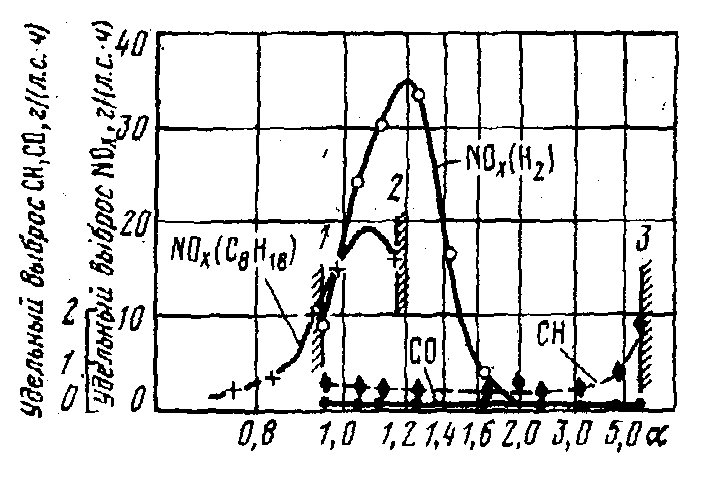 Удельный выброс CH, CO, г/(л.с.·ч)
Удельный выброс NOx, г/(л.с.·ч)
40
30
20
10
0
2
1
0
NOx(H2)
NOx(C8H18)
1
2
3
CO
CH
0,8 1,0 1,2 1,4 1,6 2,0 3,0 5,0 α